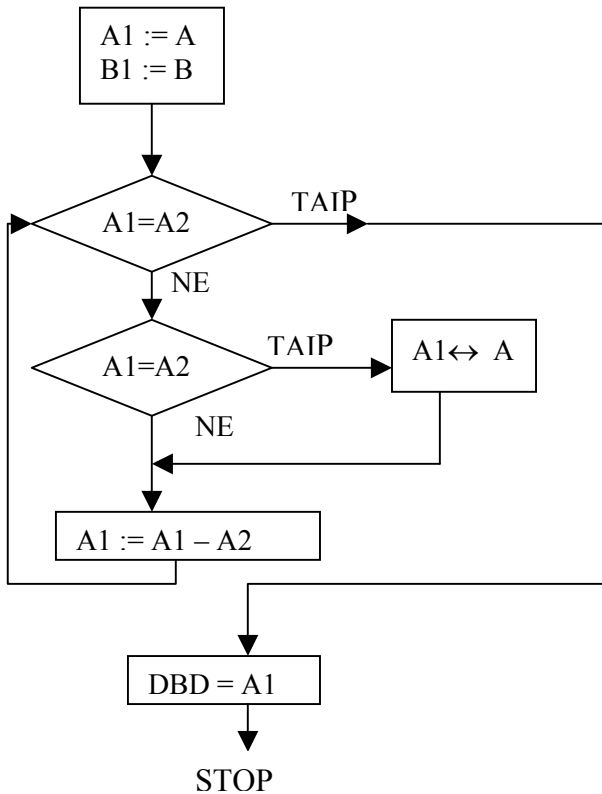 A1 := A
B1 := B
A1=A2
TAIP
NE
A1=A2
TAIP
A1↔ A
NE
A1 := A1 – A2
DBD = A1
STOP